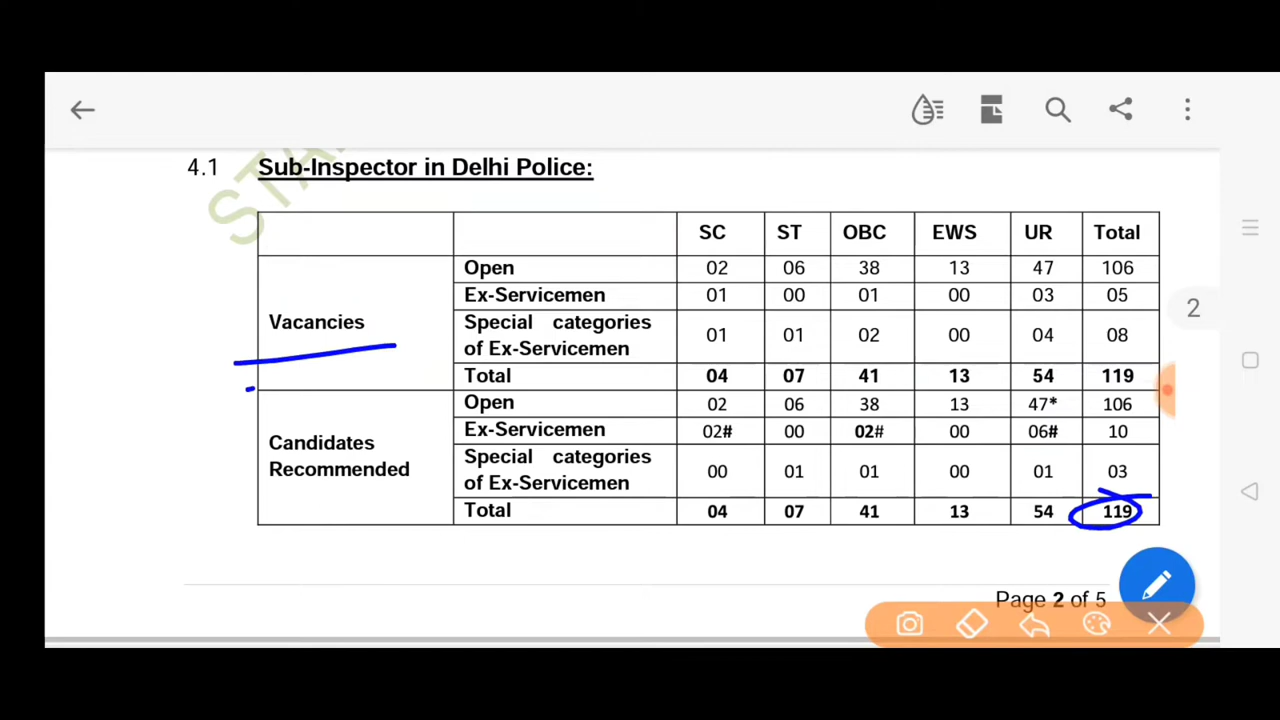 4.1 Sub-Inspector in Delhi Police:
SC ST OBC EWS UR Total
Vacancies
Open 02 06 38 13 47 106
Ex-Servicemen 01 00 01 00 03 05
Special categories of Ex-Servicemen 01 01 02 00 04 08
Total 04 07 41 13 54 119
Candidates Recommended
Open 02 06 38 13 47* 106
Ex-Servicemen 02# 00 02# 00 06# 10
Special categories of Ex-Servicemen 00 01 01 00 01 03
Total 04 07 41 13 54 119
2
Page 2 of 5